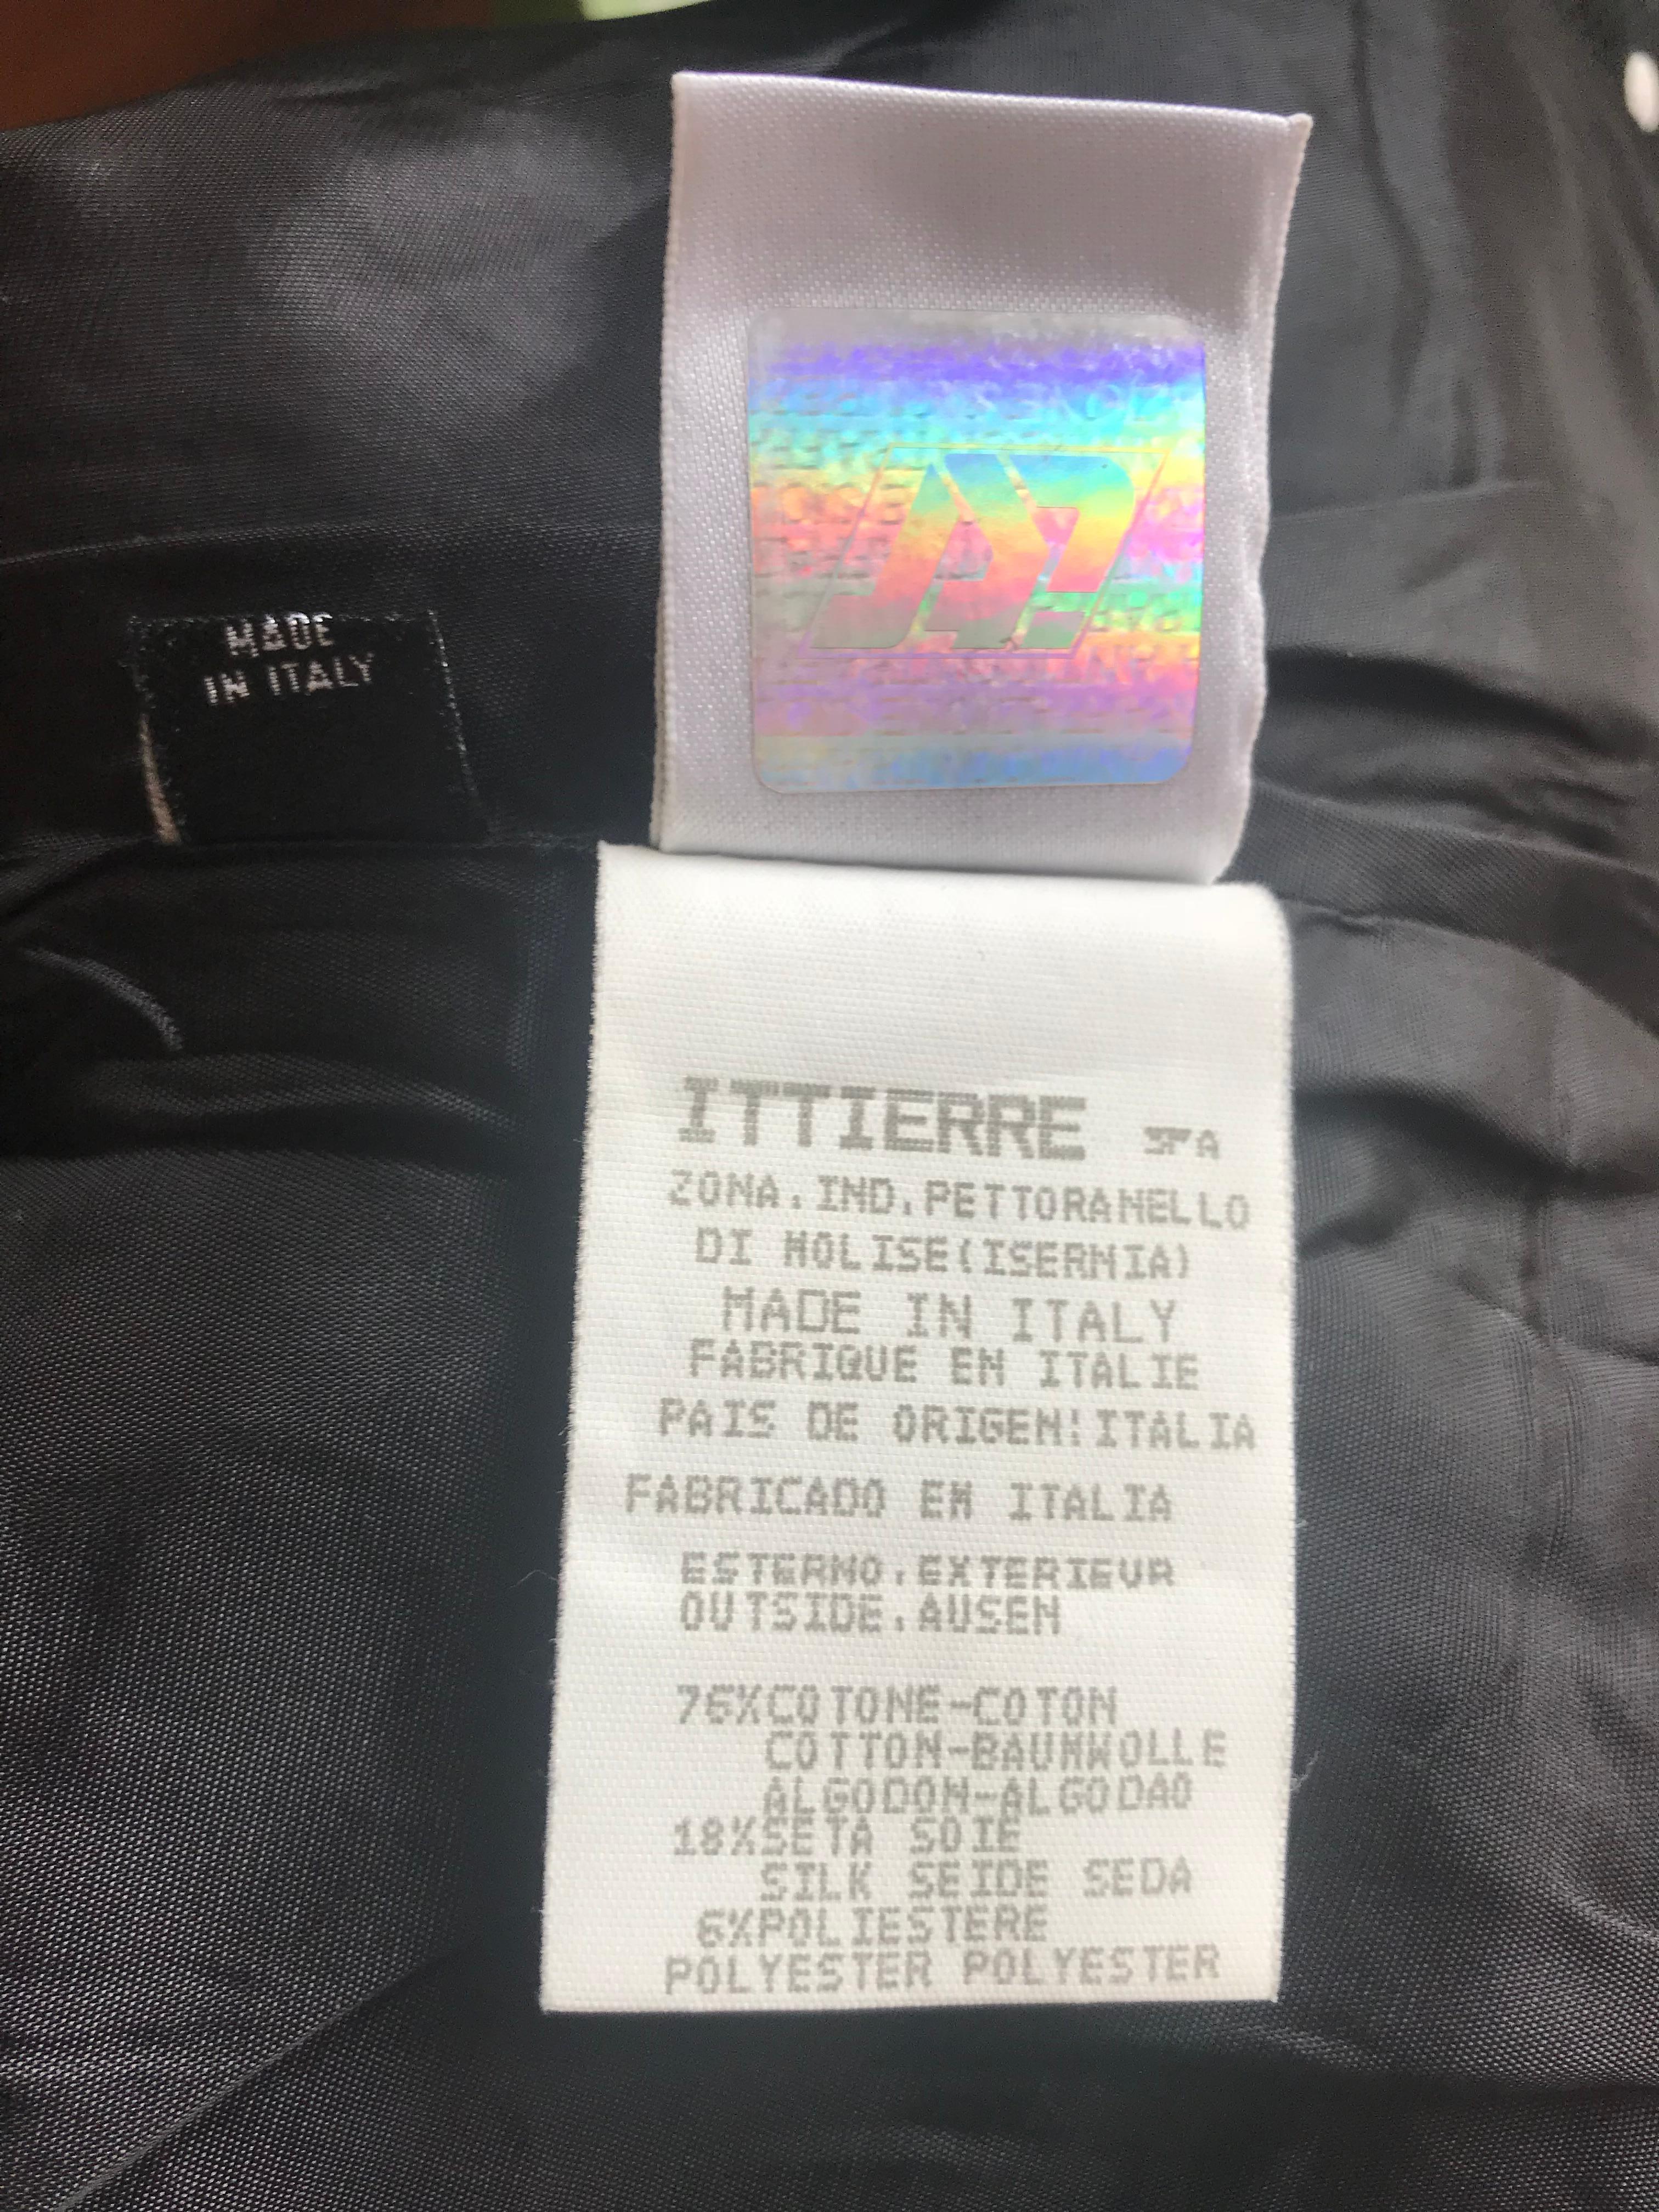 MADE
IN ITALY
ITTIERRE SPA
ZONA.IND.PETTORANELLO
DI MOLISE(ISERNIA)
MADE IN ITALY
FABRIQUE EN ITALIE
PAIS DE ORIGEN:ITALIA
FABRICADO EM ITALIA
ESTERNO.EXTERIEUR
OUTSIDE.AUSEN
76%COTONE-COTON
COTTON-BAUMWOLLE
ALGODON-ALGODAO
18%SETA SOIE
SILK SEIDE SEDA
6%POLIESTERE
POLYESTER POLYESTER